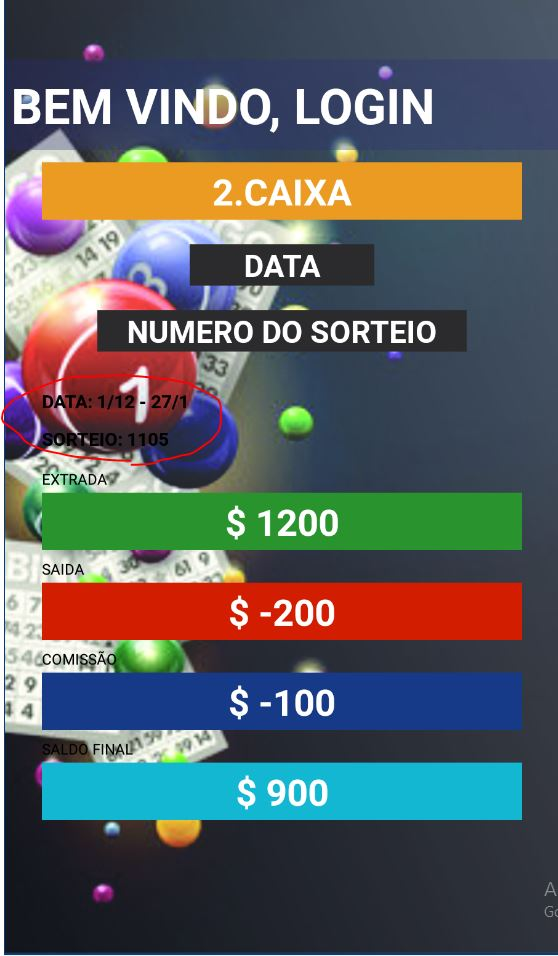 BEM VINDO, LOGIN
2.CAIXA
DATA
NUMERO DO SORTEIO
DATA: 1/12 - 27/1
SORTEIO: 1105
EXTRADA
$ 1200
SAIDA
$ -200
COMISSÃO
$ -100
SALDO FINAL
$ 900